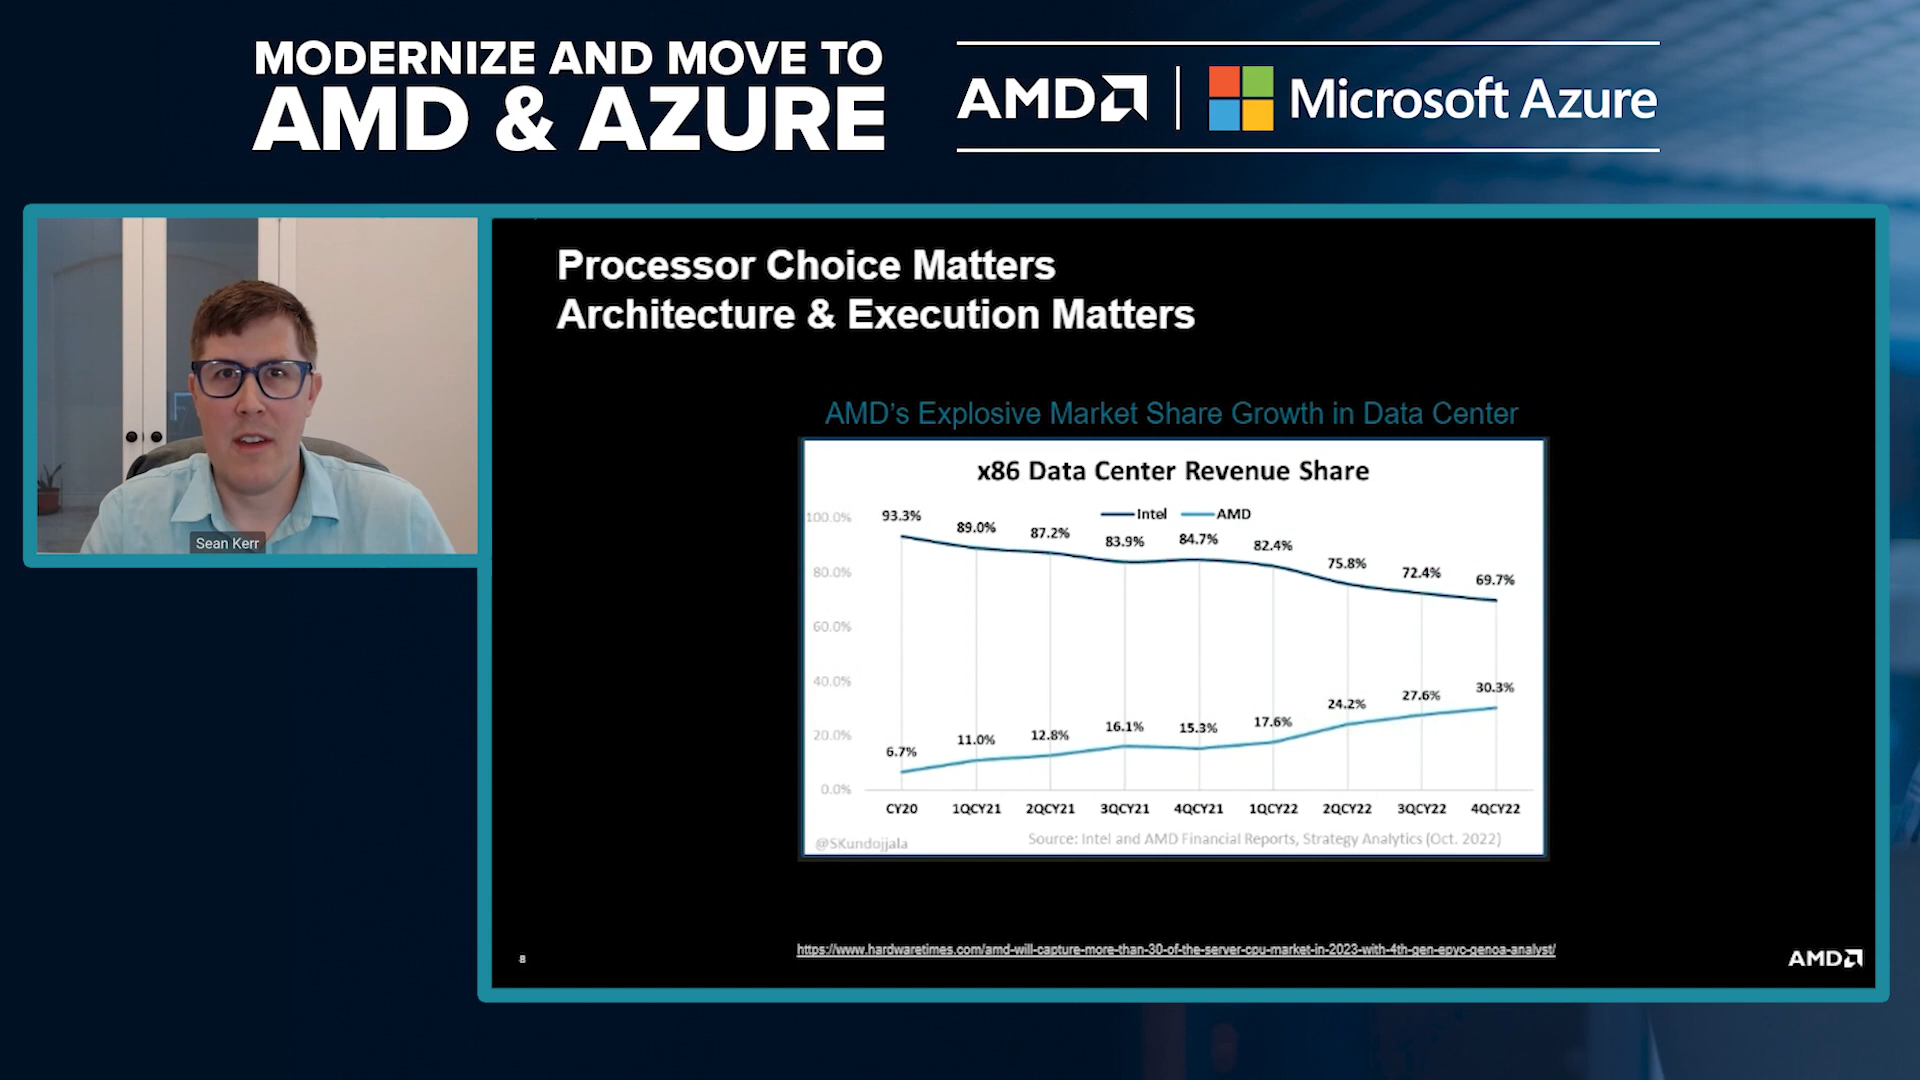 MODERNIZE AND MOVE TO
AMD & AZURE
AMD | Microsoft Azure
Sean Kerr
Processor Choice Matters
Architecture & Execution Matters
AMD's Explosive Market Share Growth in Data Center
x86 Data Center Revenue Share
Intel AMD
100.0%
80.0%
60.0%
40.0%
20.0%
0.0%
93.3% 89.0% 87.2% 83.9% 84.7% 82.4% 75.8% 72.4% 69.7%
6.7% 11.0% 12.8% 16.1% 15.3% 17.6% 24.2% 27.6% 30.3%
CY20 1QCY21 2QCY21 3QCY21 4QCY21 1QCY22 2QCY22 3QCY22 4QCY22
@SKundojjala
Source: Intel and AMD Financial Reports, Strategy Analytics (Oct. 2022)
https://www.hardwaretimes.com/amd-will-capture-more-than-30-of-the-server-cpu-market-in-2023-with-4th-gen-epyc-genoa-analyst/
8
AMD